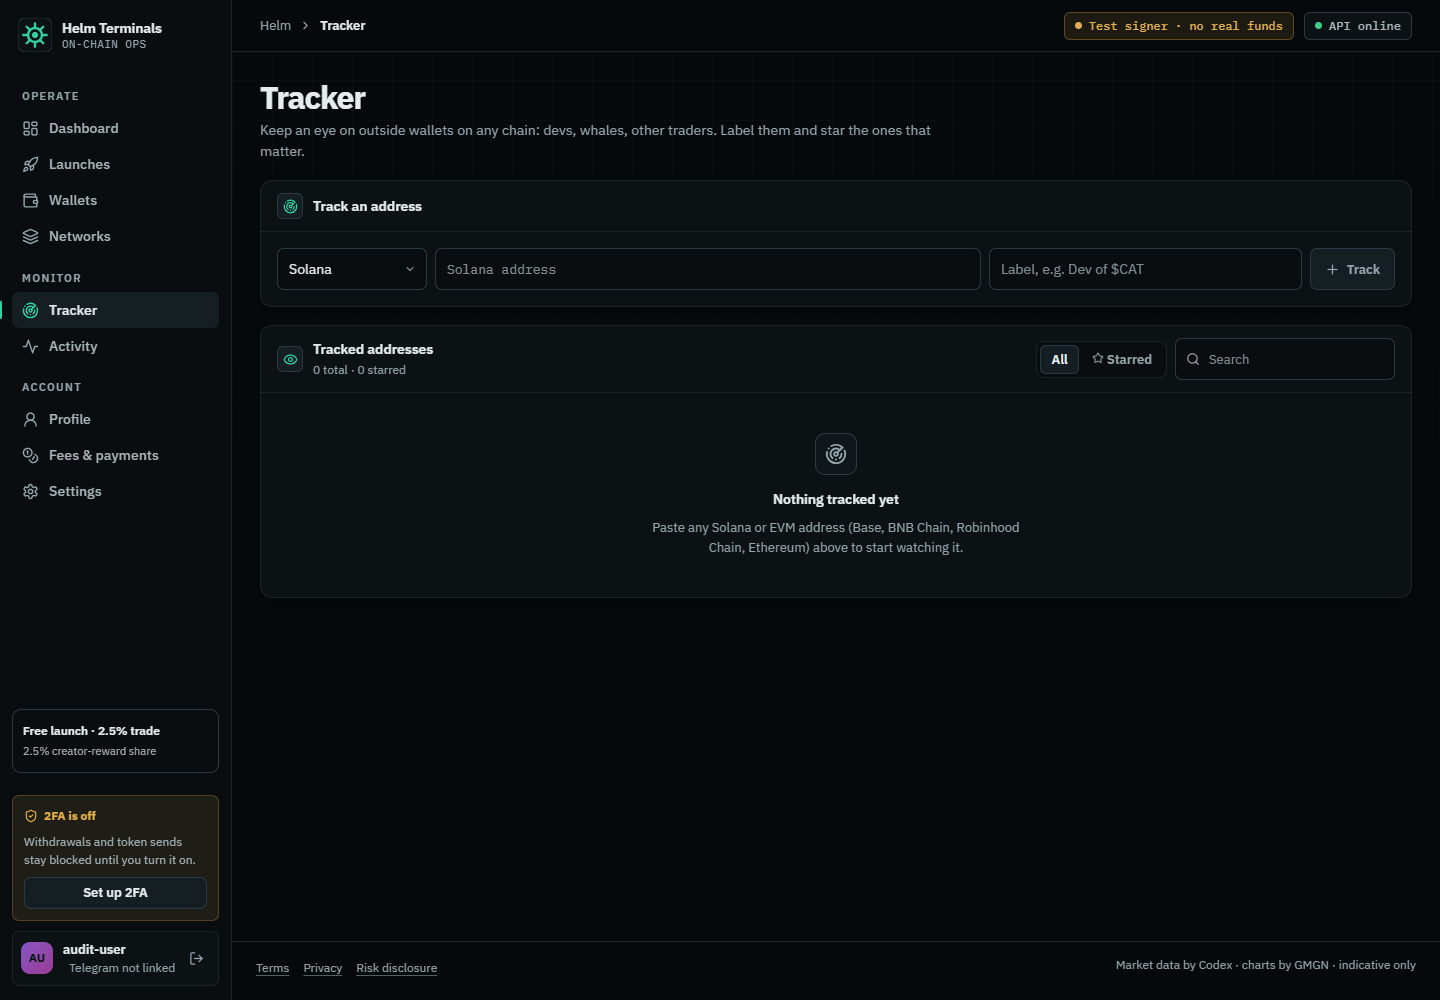 Helm Terminals
ON-CHAIN OPS
OPERATE
Dashboard
Launches
Wallets
Networks
MONITOR
Tracker
Activity
ACCOUNT
Profile
Fees & payments
Settings
Free launch · 2.5% trade
2.5% creator-reward share
2FA is off
Withdrawals and token sends
stay blocked until you turn it on.
Set up 2FA
AU
audit-user
Telegram not linked
Helm > Tracker
Test signer · no real funds
API online
Tracker
Keep an eye on outside wallets on any chain: devs, whales, other traders. Label them and star the ones that
matter.
Track an address
Solana
Solana address
Label, e.g. Dev of $CAT
+ Track
Tracked addresses
0 total · 0 starred
All
Starred
Search
Nothing tracked yet
Paste any Solana or EVM address (Base, BNB Chain, Robinhood
Chain, Ethereum) above to start watching it.
Terms
Privacy
Risk disclosure
Market data by Codex · charts by GMGN · indicative only